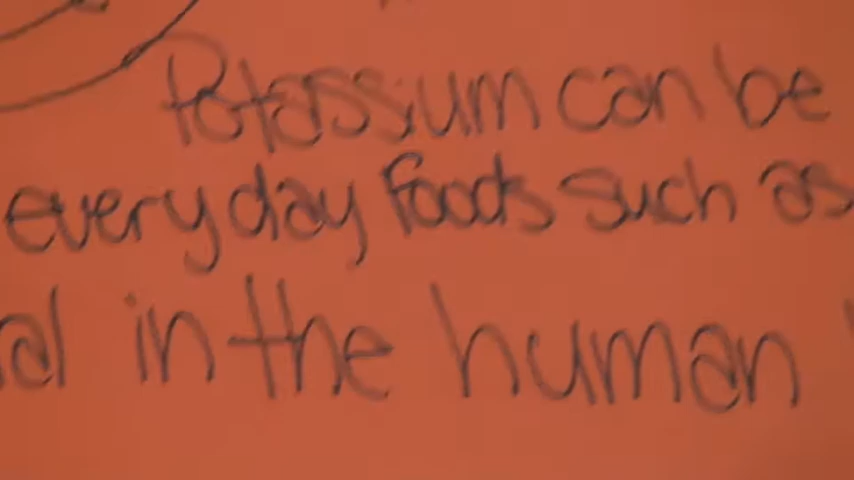 Potassium can be
everyday foods such as
in the human